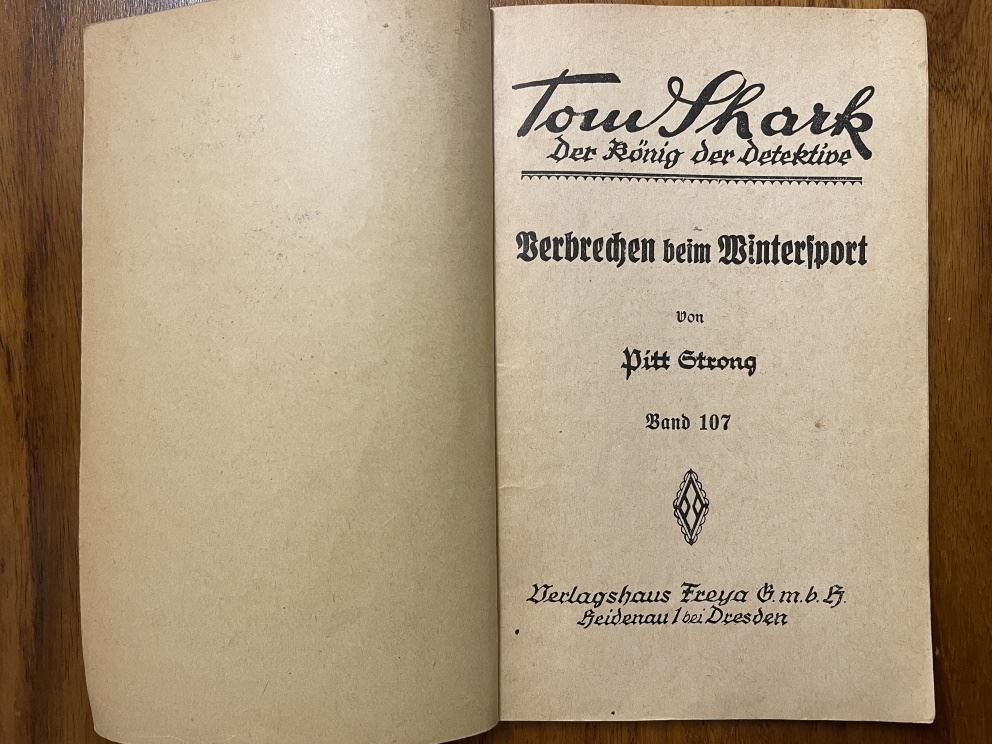 Tom Shark
Der König der Detektive
Verbrechen beim Wintersport
von
Pitt Strong
Band 107
Verlagshaus Freya G.m.b.H.
Heidenau 1 bei Dresden